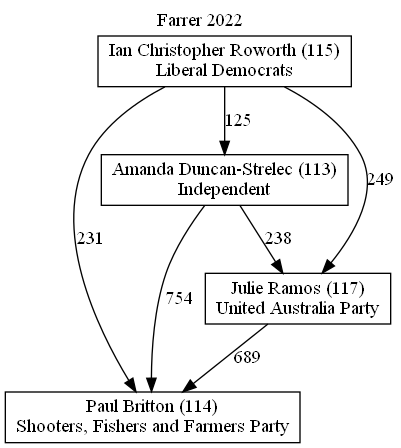 Farrer 2022
Ian Christopher Roworth (115)
Liberal Democrats
125
Amanda Duncan-Strelec (113)
Independent
249
231
238
754
Julie Ramos (117)
United Australia Party
689
Paul Britton (114)
Shooters, Fishers and Farmers Party